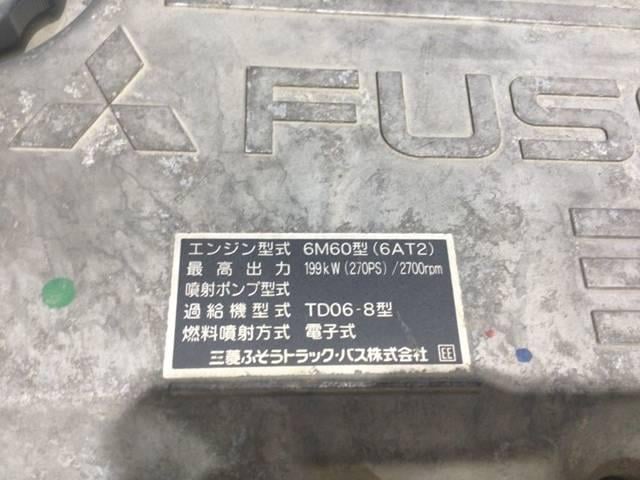 FUS
エンジン型式 6M60型(6AT2)
最高出力 199kW(270PS)/2700rpm
噴射ポンプ型式
過給機型式 TD06-8型
燃料噴射方式 電子式
三菱ふそうトラック・バス株式会社 EE